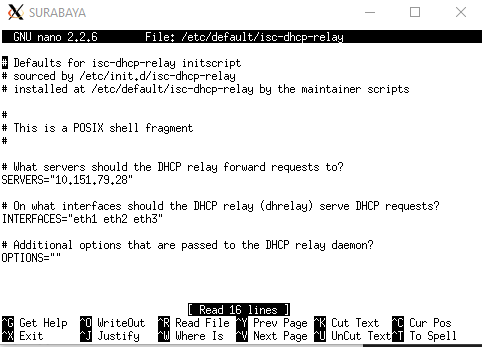 SURABAYA
GNU nano 2.2.6 File: /etc/default/isc-dhcp-relay
# Defaults for isc-dhcp-relay initscript
# sourced by /etc/init.d/isc-dhcp-relay
# installed at /etc/default/isc-dhcp-relay by the maintainer scripts
#
# This is a POSIX shell fragment
#
# What servers should the DHCP relay forward requests to?
SERVERS="10.151.79.28"
# On what interfaces should the DHCP relay (dhrelay) serve DHCP requests?
INTERFACES="eth1 eth2 eth3"
# Additional options that are passed to the DHCP relay daemon?
OPTIONS=""
[ Read 16 lines ]
^G Get Help ^O WriteOut ^R Read File ^Y Prev Page ^K Cut Text ^C Cur Pos
^X Exit ^J Justify ^W Where Is ^V Next Page ^U UnCut Text ^T To Spell